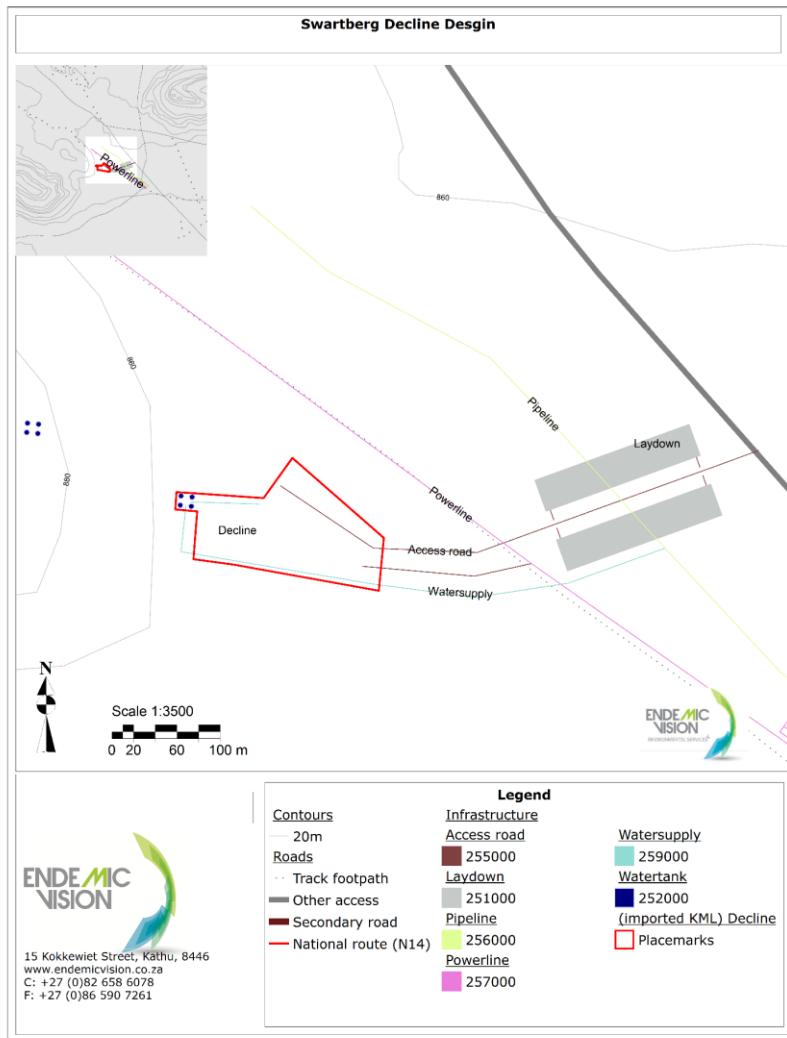 Swartberg Decline Desgin
Powerline
860
860
880
Pipeline
Laydown
Powerline
Decline
Access road
Watersupply
N
Scale 1:3500
0 20 60 100 m
ENDEMIC
VISION
ENVIRONMENTAL SERVICES
Legend
Contours
20m
Roads
Track footpath
Other access
Secondary road
National route (N14)
Infrastructure
Access road
255000
Laydown
251000
Pipeline
256000
Powerline
257000
Watersupply
259000
Watertank
252000
(imported KML) Decline
Placemarks
ENDEMIC
VISION
15 Kokkewiet Street, Kathu, 8446
www.endemicvision.co.za
C: +27 (0)82 658 6078
F: +27 (0)86 590 7261